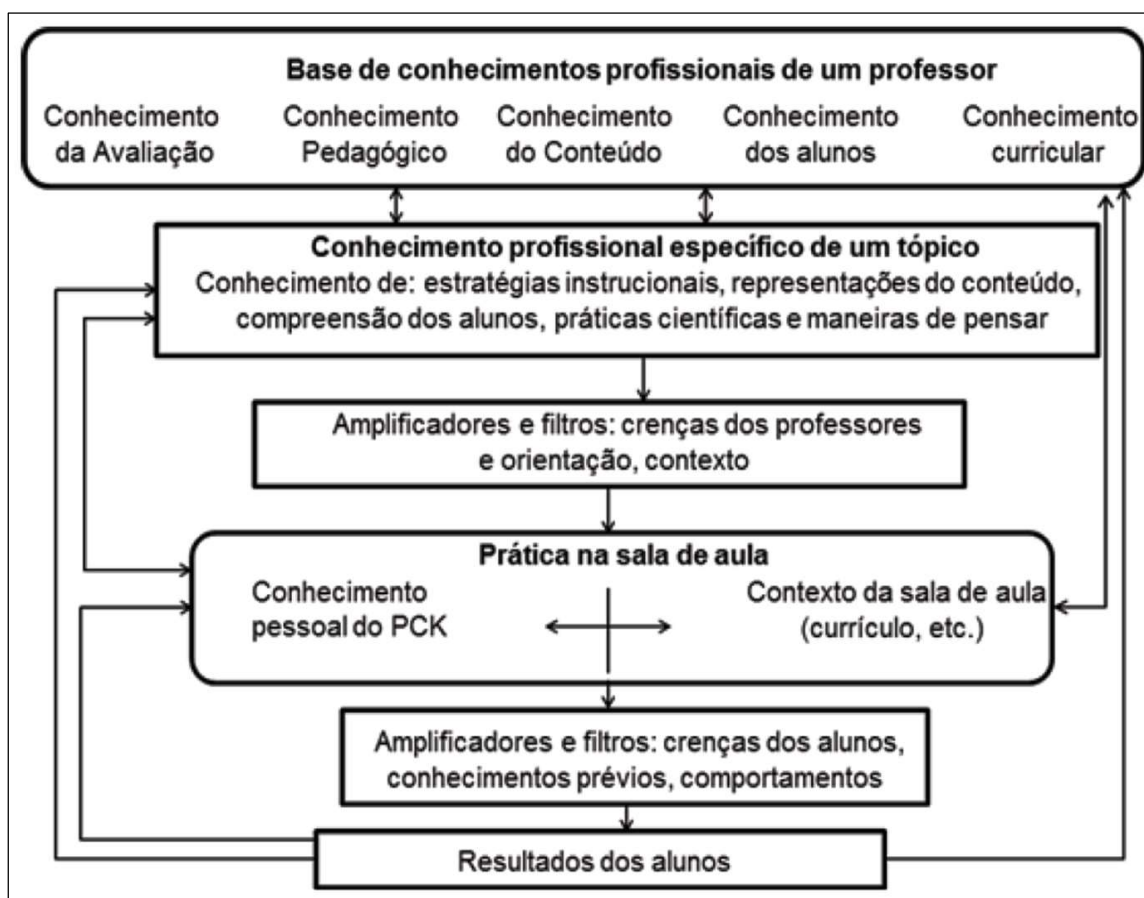 Base de conhecimentos profissionais de um professor
Conhecimento da Avaliação
Conhecimento Pedagógico
Conhecimento do Conteúdo
Conhecimento dos alunos
Conhecimento curricular
Conhecimento profissional específico de um tópico
Conhecimento de: estratégias instrucionais, representações do conteúdo,
compreensão dos alunos, práticas científicas e maneiras de pensar
Amplificadores e filtros: crenças dos professores
e orientação, contexto
Prática na sala de aula
Conhecimento
pessoal do PCK
Contexto da sala de aula
(currículo, etc.)
Amplificadores e filtros: crenças dos alunos,
conhecimentos prévios, comportamentos
Resultados dos alunos